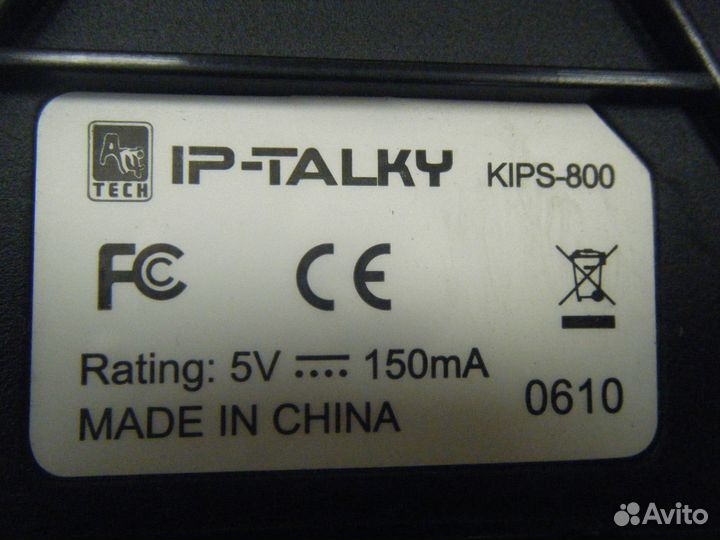 A4
TECH
IP-TALKY KIPS-800
FC CE
Rating: 5V 150mA
MADE IN CHINA
0610
Avito